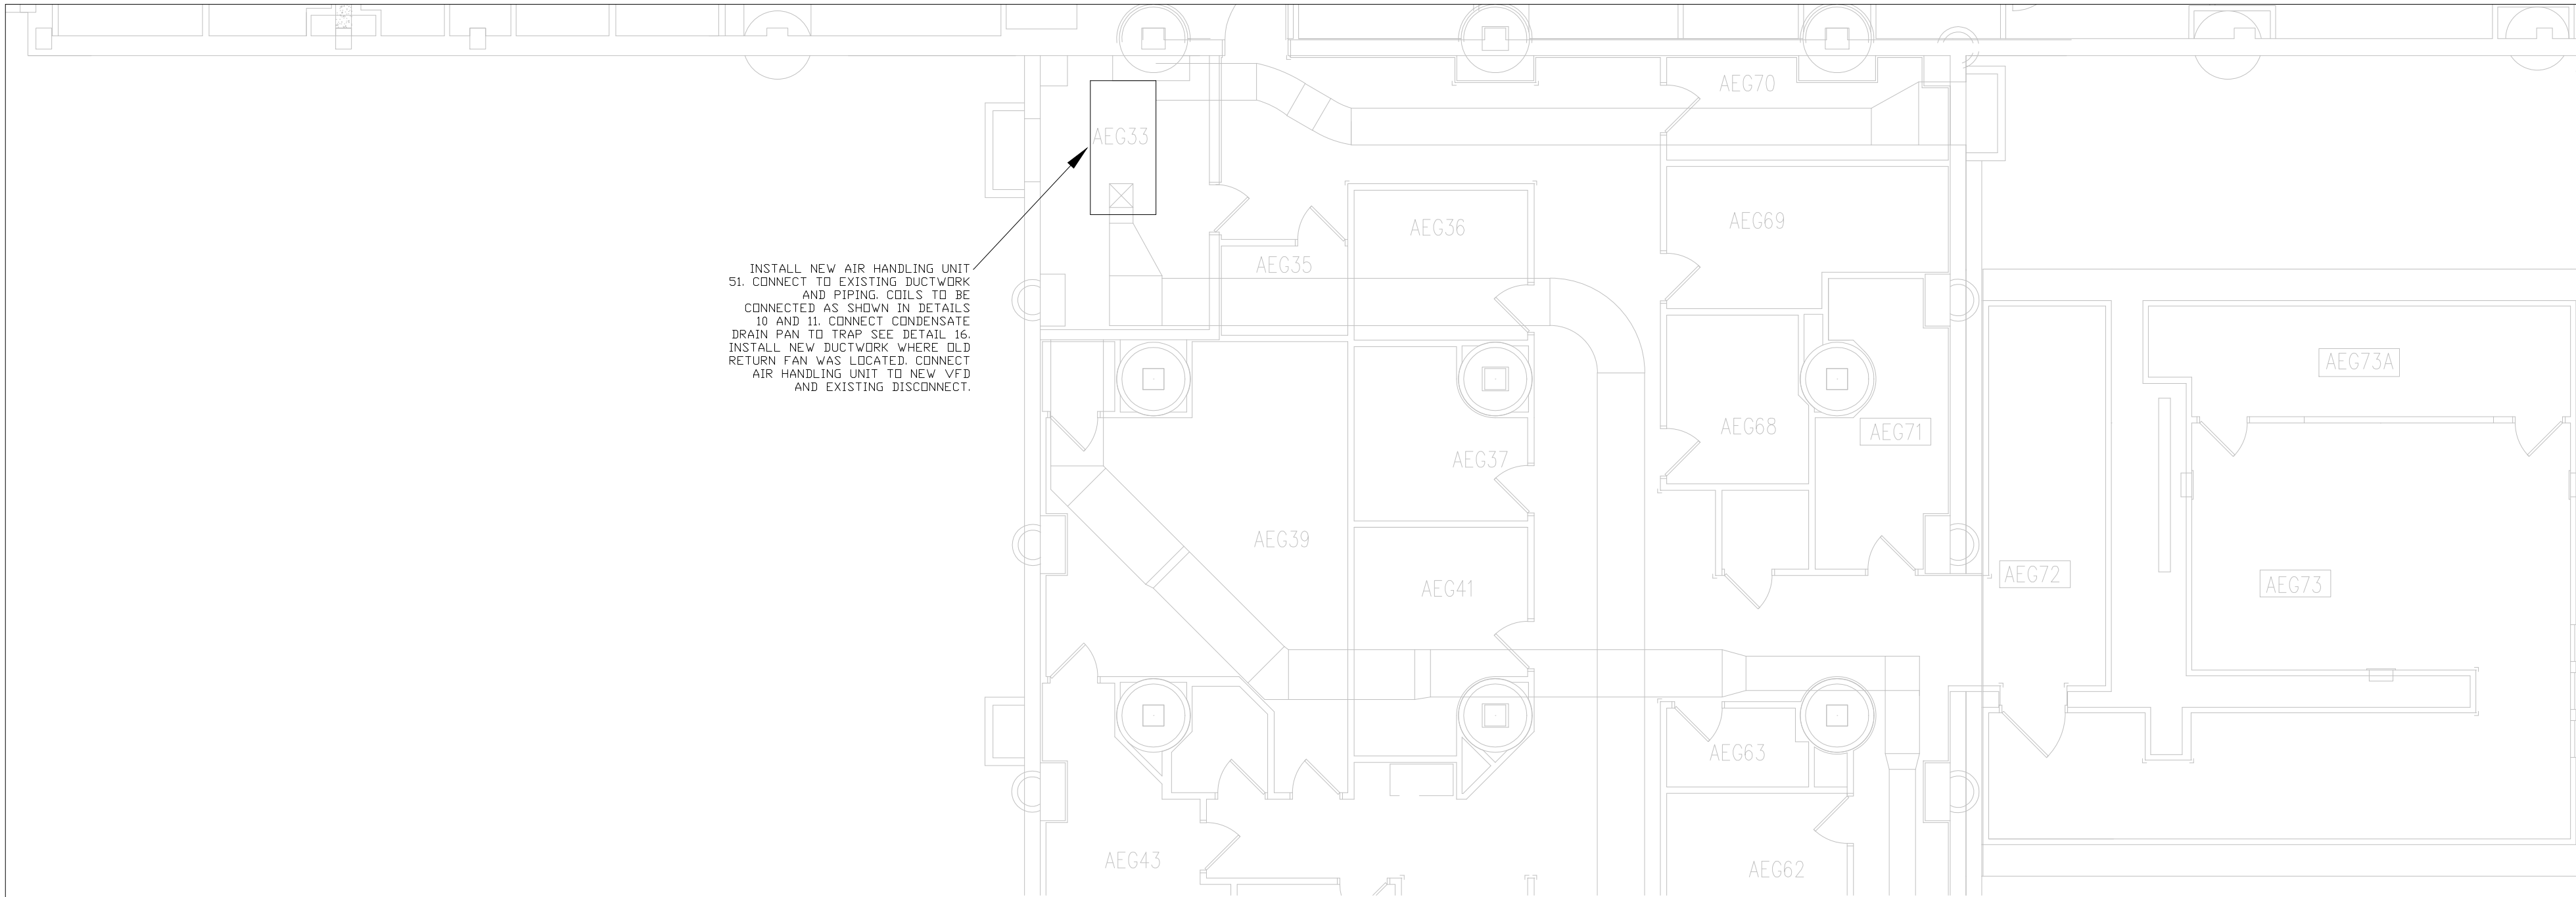 AEG70
AEG33
AEG36
AEG69
AEG35
INSTALL NEW AIR HANDLING UNIT
51. CONNECT TO EXISTING DUCTWORK
AND PIPING. COILS TO BE
CONNECTED AS SHOWN IN DETAILS
10 AND 11. CONNECT CONDENSATE
DRAIN PAN TO TRAP SEE DETAIL 16.
INSTALL NEW DUCTWORK WHERE OLD
RETURN FAN WAS LOCATED. CONNECT
AIR HANDLING UNIT TO NEW VFD
AND EXISTING DISCONNECT.
AEG73A
AEG68
AEG71
AEG37
AEG39
AEG72
AEG73
AEG41
AEG63
AEG43
AEG62